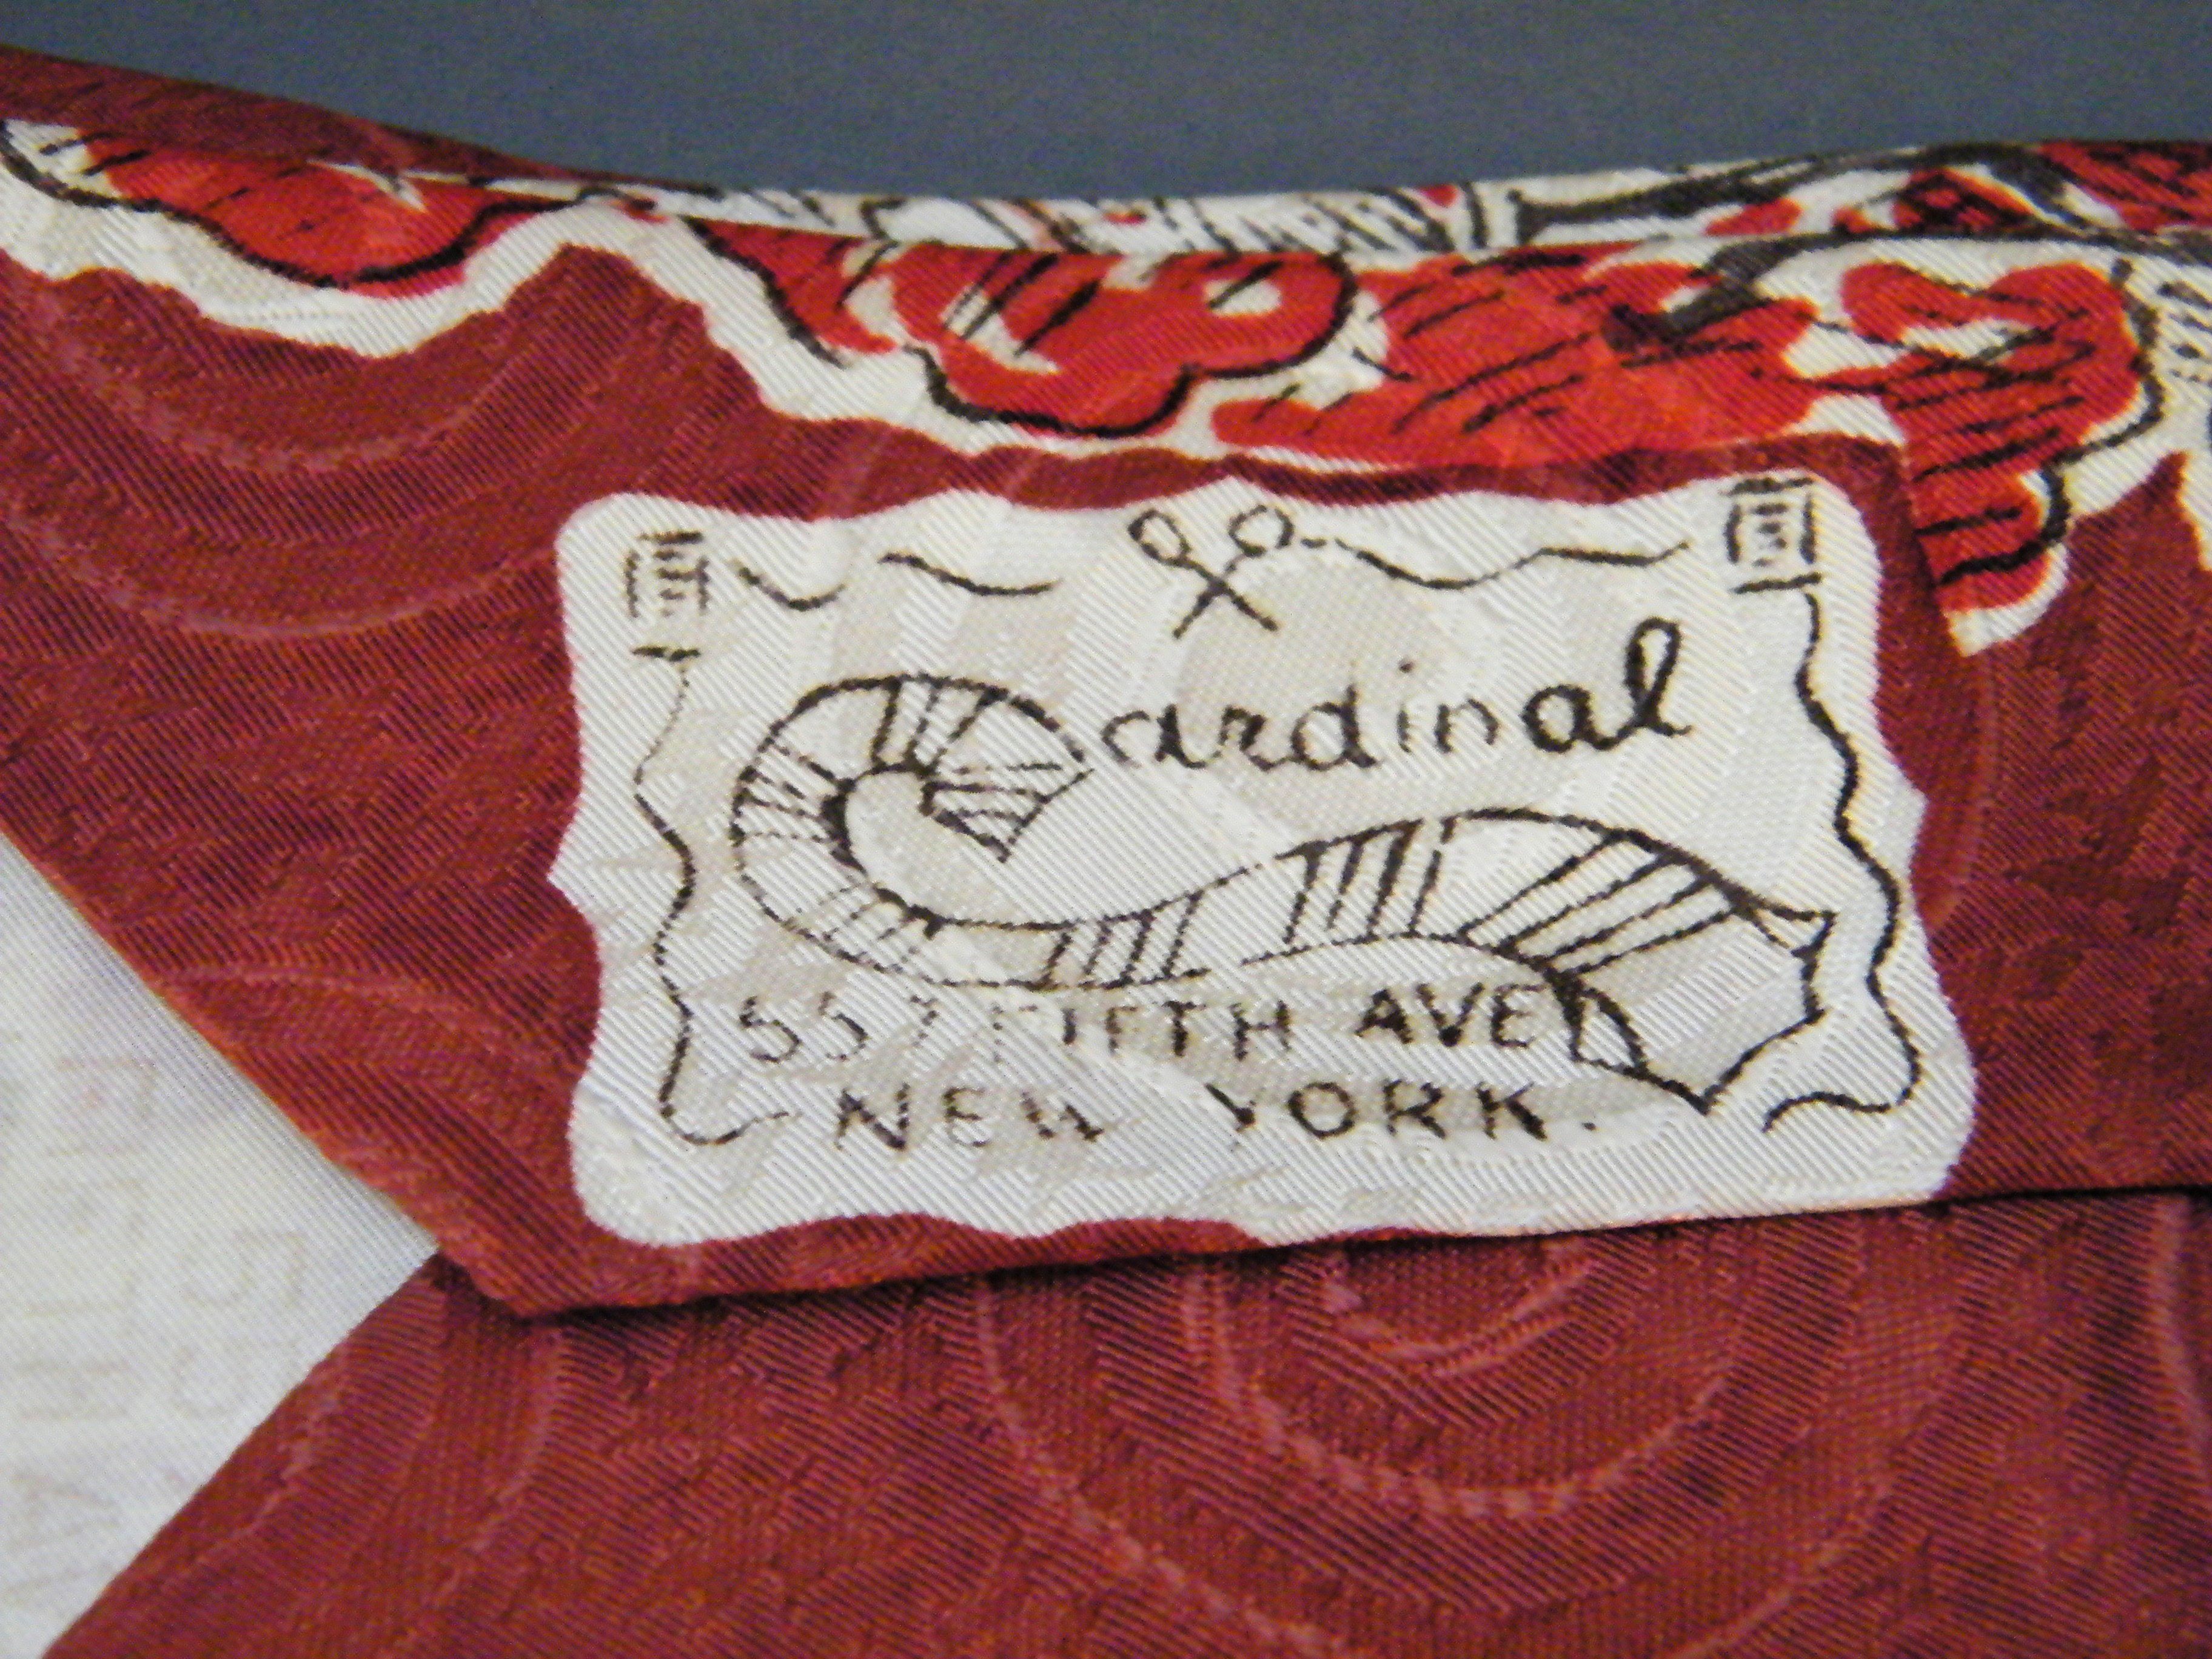 Cardinal
557 FIFTH AVE
NEW YORK.